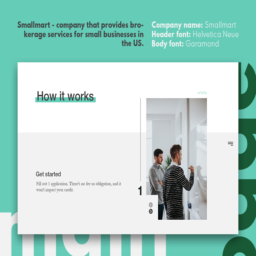 Smallmart - company that provides bro-
kerage services for small businesses in
the US.
Company name: Smallmart
Header font: Helvetica Neue
Body font: Garamond
How it works
Get started
Fill out 1 application. There's no fee or obligation, and it
won't impact your credit.
1